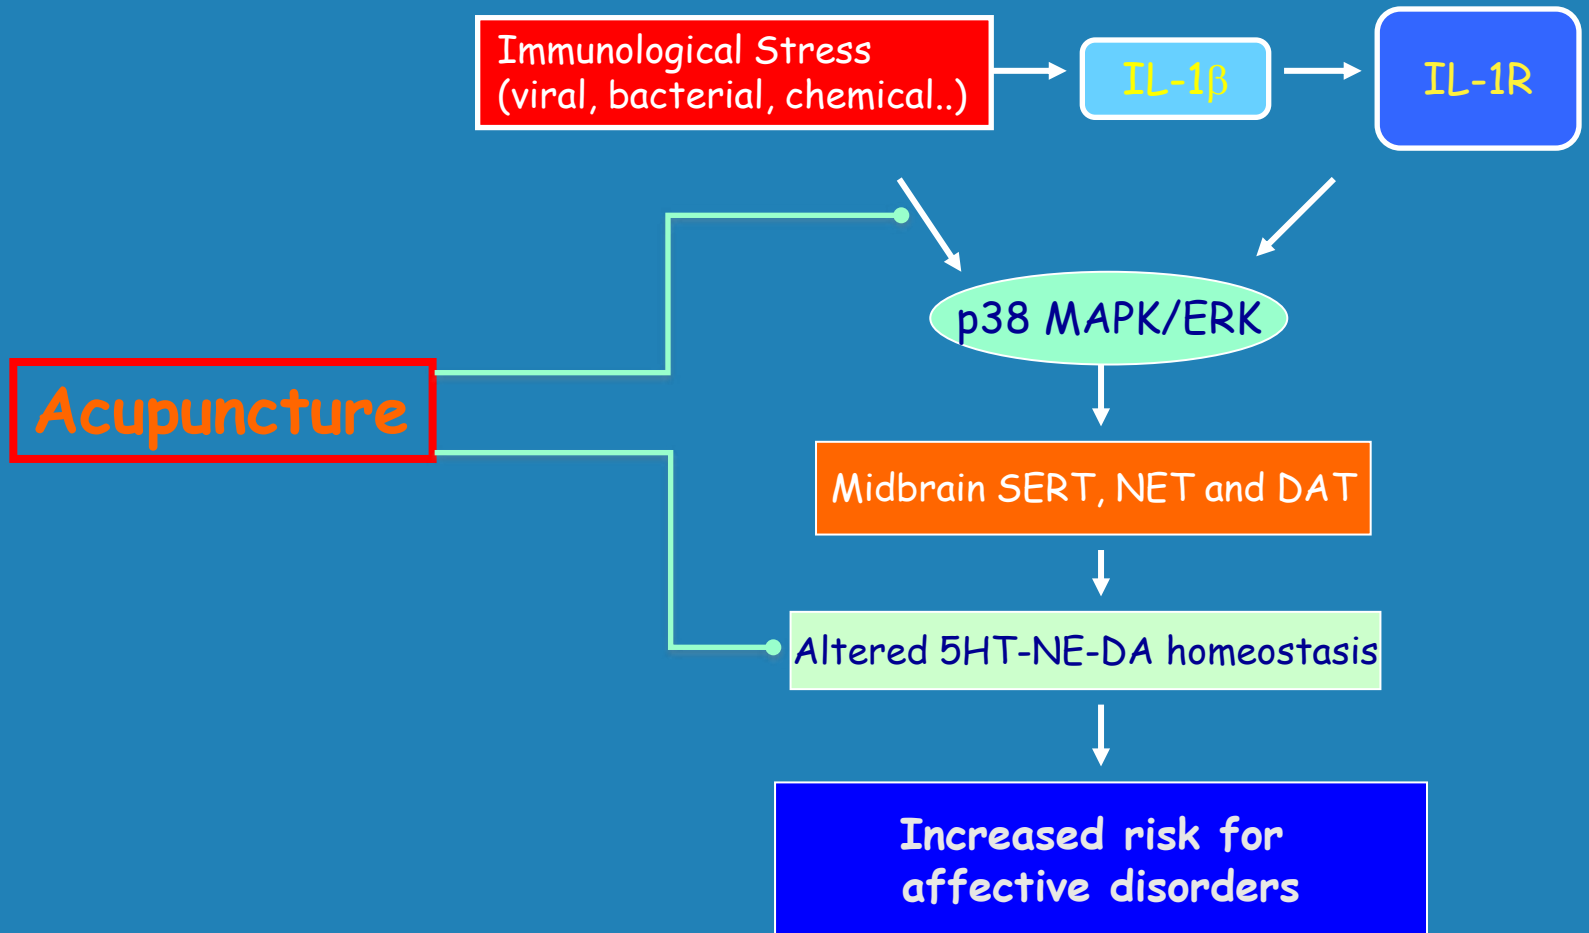 Immunological Stress
(viral, bacterial, chemical..)
IL-1β
IL-1R
p38 MAPK/ERK
Acupuncture
Midbrain SERT, NET and DAT
Altered 5HT-NE-DA homeostasis
Increased risk for
affective disorders